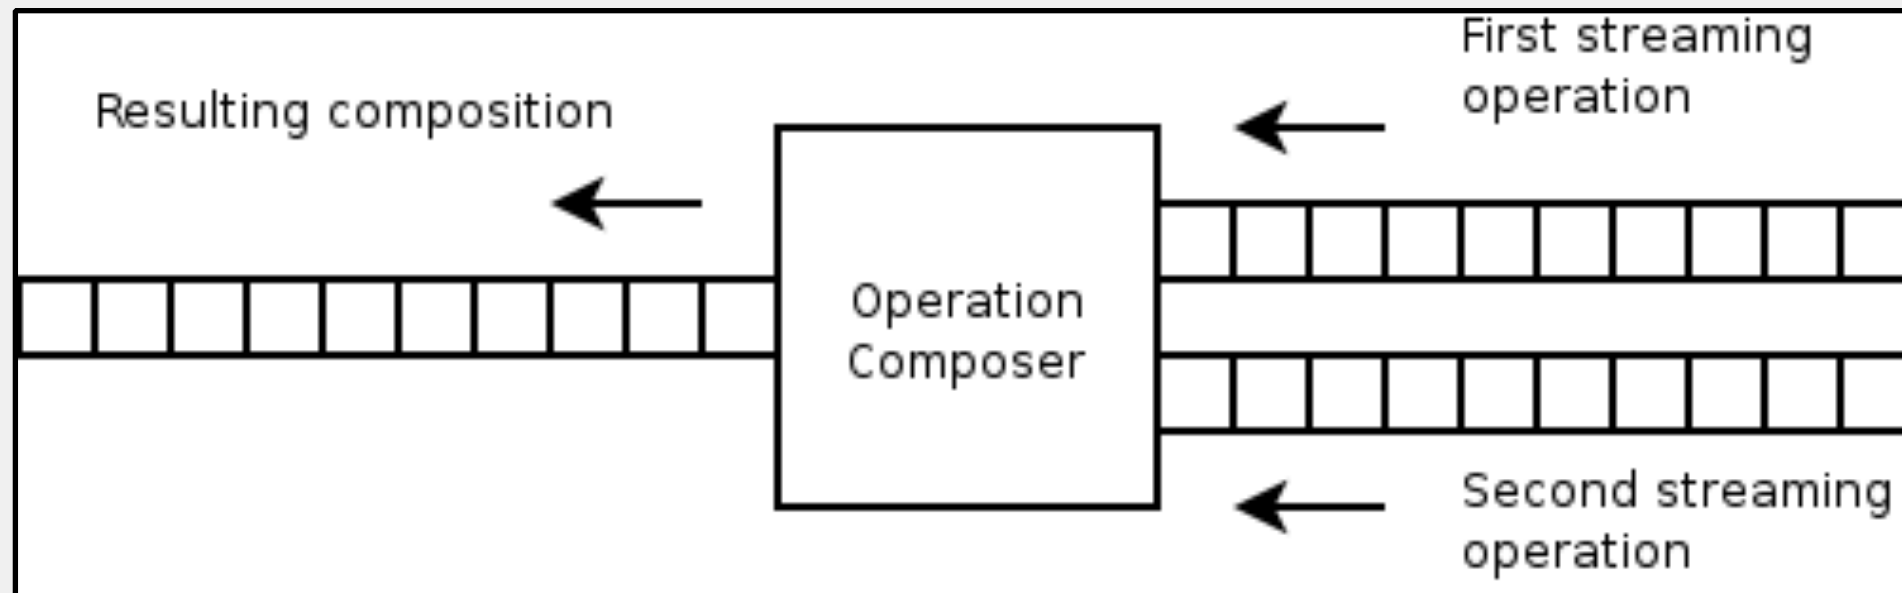 First streaming
operation
Resulting composition
Operation
Composer
Second streaming
operation